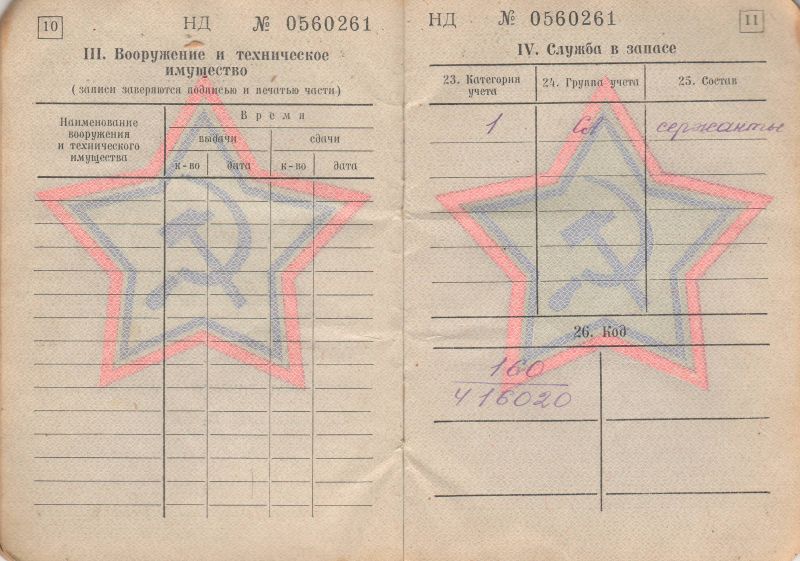 10
НД № 0560261
III. Вооружение и техническое
имущество
(записи заверяются подписью и печатью части)
Наименование
вооружения
и технического
имущества
Время
выдачи
сдачи
к-во
дата
к-во
дата
НД № 0560261
11
IV. Служба в запасе
23. Категория
учета
24. Группа учета
25. Состав
1
СА
сержанты
26. Код
160
416020